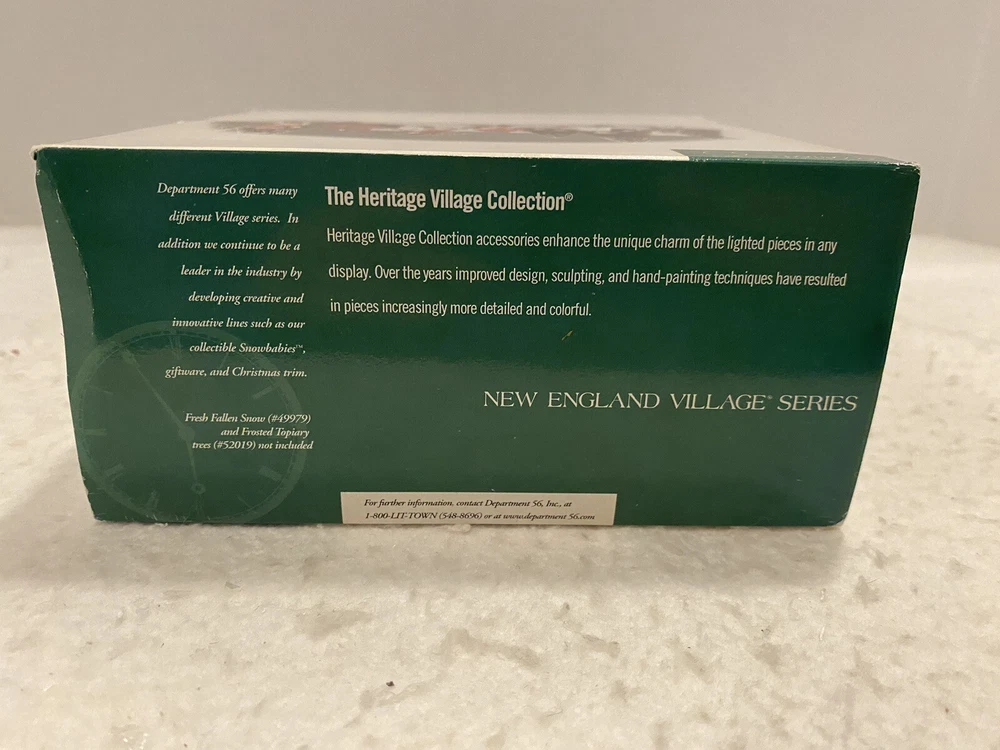 Department 56 offers many
different Village series. In
addition we continue to be a
leader in the industry by
developing creative and
innovative lines such as our
collectible Snowbabies™,
giftware, and Christmas trim.
Fresh Fallen Snow (#49979)
and Frosted Topiary
trees (#52019) not included
The Heritage Village Collection®
Heritage Village Collection accessories enhance the unique charm of the lighted pieces in any
display. Over the years improved design, sculpting, and hand-painting techniques have resulted
in pieces increasingly more detailed and colorful.
NEW ENGLAND VILLAGE® SERIES
For further information, contact Department 56, Inc., at
1-800-LIT-TOWN (548-8696) or at www.department 56.com